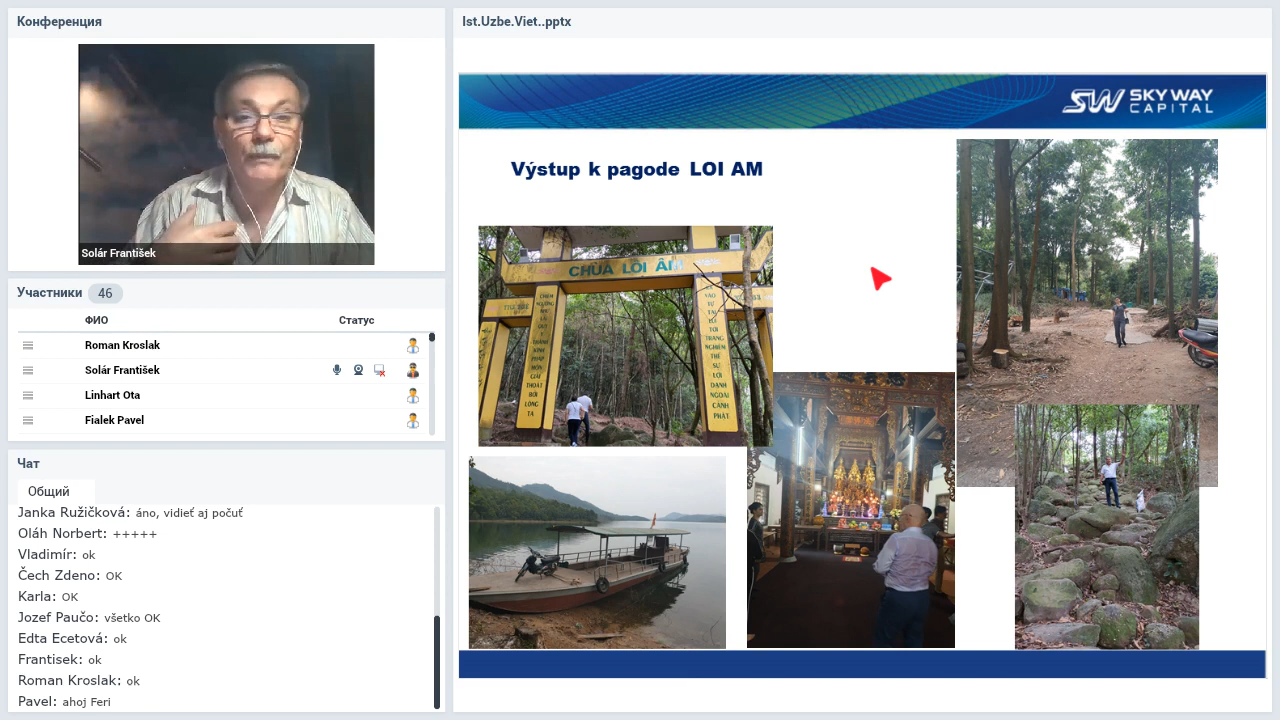 Конференция
Solár František
Участники 46
ФИО Статус
Roman Kroslak
Solár František
Linhart Ota
Fialek Pavel
Чат
Общий
Janka Ružičková: áno, vidieť aj počuť
Oláh Norbert: +++++
Vladimír: ok
Čech Zdeno: OK
Karla: OK
Jozef Paučo: všetko OK
Edta Ecetová: ok
Frantisek: ok
Roman Kroslak: ok
Pavel: ahoj Feri
Ist.Uzbe.Viet..pptx
SW SKY WAY
CAPITAL
Výstup k pagode LOI AM
CHÙA LÔI ÂM